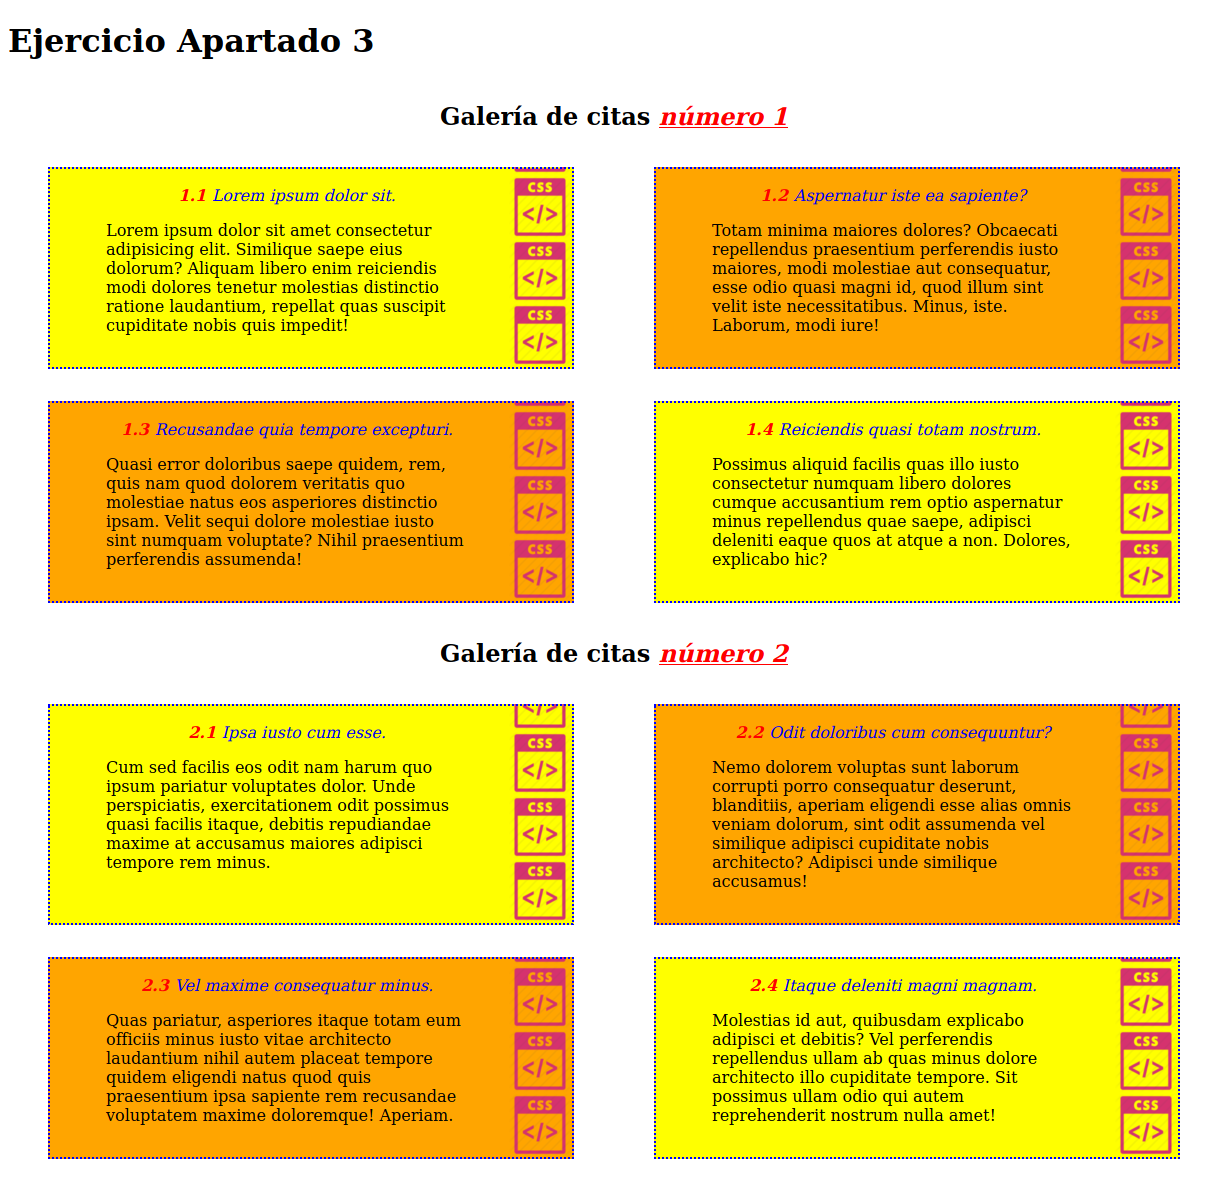 Ejercicio Apartado 3
Galería de citas número 1
1.1 Lorem ipsum dolor sit.
Lorem ipsum dolor sit amet consectetur
adipisicing elit. Similique saepe eius
dolorum? Aliquam libero enim reiciendis
modi dolores tenetur molestias distinctio
ratione laudantium, repellat quas suscipit
cupiditate nobis quis impedit!
CSS
</>
CSS
</>
CSS
</>
1.2 Aspernatur iste ea sapiente?
Totam minima maiores dolores? Obcaecati
repellendus praesentium perferendis iusto
maiores, modi molestiae aut consequatur,
esse odio quasi magni id, quod illum sint
velit iste necessitatibus. Minus, iste.
Laborum, modi iure!
CSS
</>
CSS
</>
CSS
</>
1.3 Recusandae quia tempore excepturi.
Quasi error doloribus saepe quidem, rem,
quis nam quod dolorem veritatis quo
molestiae natus eos asperiores distinctio
ipsam. Velit sequi dolore molestiae iusto
sint numquam voluptate? Nihil praesentium
perferendis assumenda!
CSS
</>
CSS
</>
CSS
</>
1.4 Reiciendis quasi totam nostrum.
Possimus aliquid facilis quas illo iusto
consectetur numquam libero dolores
cumque accusantium rem optio aspernatur
minus repellendus quae saepe, adipisci
deleniti eaque quos at atque a non. Dolores,
explicabo hic?
CSS
</>
CSS
</>
CSS
</>
Galería de citas número 2
2.1 Ipsa iusto cum esse.
Cum sed facilis eos odit nam harum quo
ipsum pariatur voluptates dolor. Unde
perspiciatis, exercitationem odit possimus
quasi facilis itaque, debitis repudiandae
maxime at accusamus maiores adipisci
tempore rem minus.
</>
CSS
</>
CSS
</>
CSS
</>
2.2 Odit doloribus cum consequuntur?
Nemo dolorem voluptas sunt laborum
corrupti porro consequatur deserunt,
blanditiis, aperiam eligendi esse alias omnis
veniam dolorum, sint odit assumenda vel
similique adipisci cupiditate nobis
architecto? Adipisci unde similique
accusamus!
</>
CSS
</>
CSS
</>
CSS
</>
2.3 Vel maxime consequatur minus.
Quas pariatur, asperiores itaque totam eum
officiis minus iusto vitae architecto
laudantium nihil autem placeat tempore
quidem eligendi natus quod quis
praesentium ipsa sapiente rem recusandae
voluptatem maxime doloremque! Aperiam.
CSS
</>
CSS
</>
CSS
</>
2.4 Itaque deleniti magni magnam.
Molestias id aut, quibusdam explicabo
adipisci et debitis? Vel perferendis
repellendus ullam ab quas minus dolore
architecto illo cupiditate tempore. Sit
possimus ullam odio qui autem
reprehenderit nostrum nulla amet!
CSS
</>
CSS
</>
CSS
</>